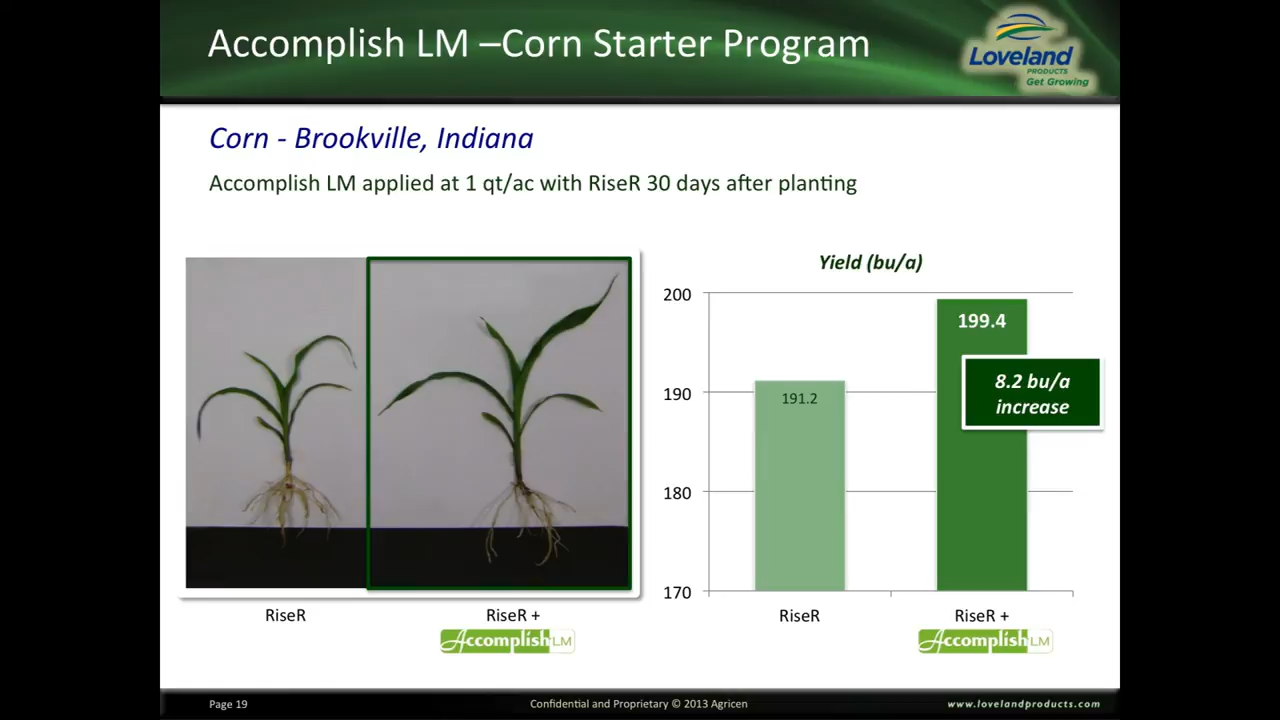 Accomplish LM –Corn Starter Program
Loveland
PRODUCTS
Get Growing
Corn - Brookville, Indiana
Accomplish LM applied at 1 qt/ac with RiseR 30 days after planting
Yield (bu/a)
200
190
180
170
191.2
199.4
8.2 bu/a
increase
RiseR
RiseR +
Accomplish LM
RiseR
RiseR +
Accomplish LM
Page 19
Confidential and Proprietary © 2013 Agricen
www.lovelandproducts.com